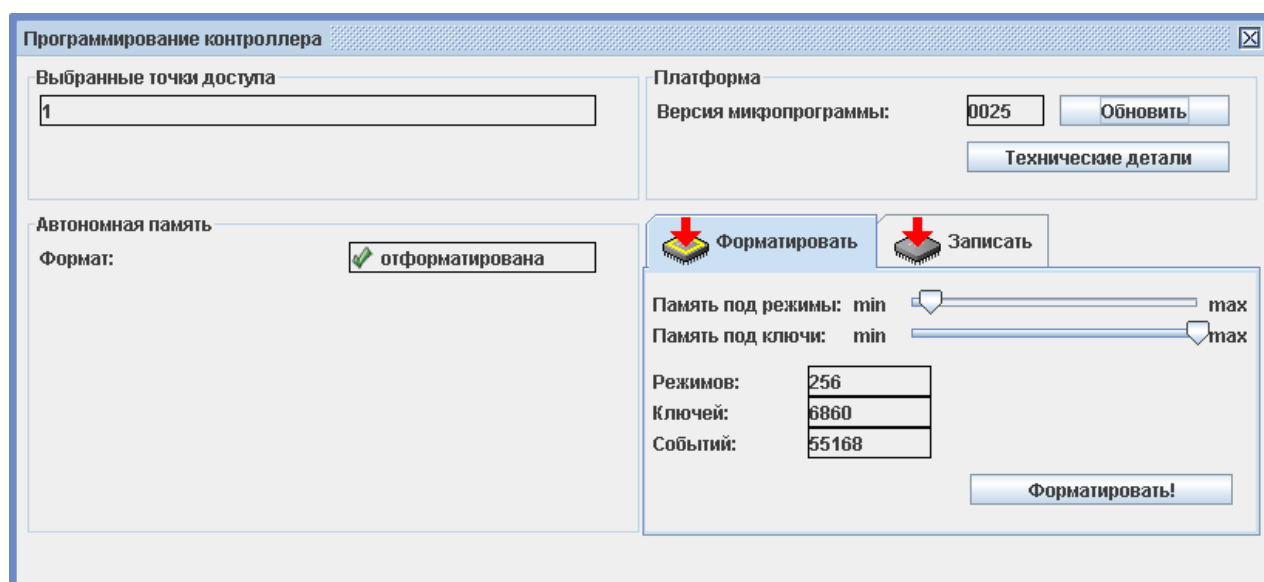 Программирование контроллера
Выбранные точки доступа
1
Платформа
Версия микропрограммы: 0025 Обновить
Технические детали
Автономная память
Формат: отформатирована
Форматировать Записать
Память под режимы: min max
Память под ключи: min max
Режимов: 256
Ключей: 6860
Событий: 55168
Форматировать!